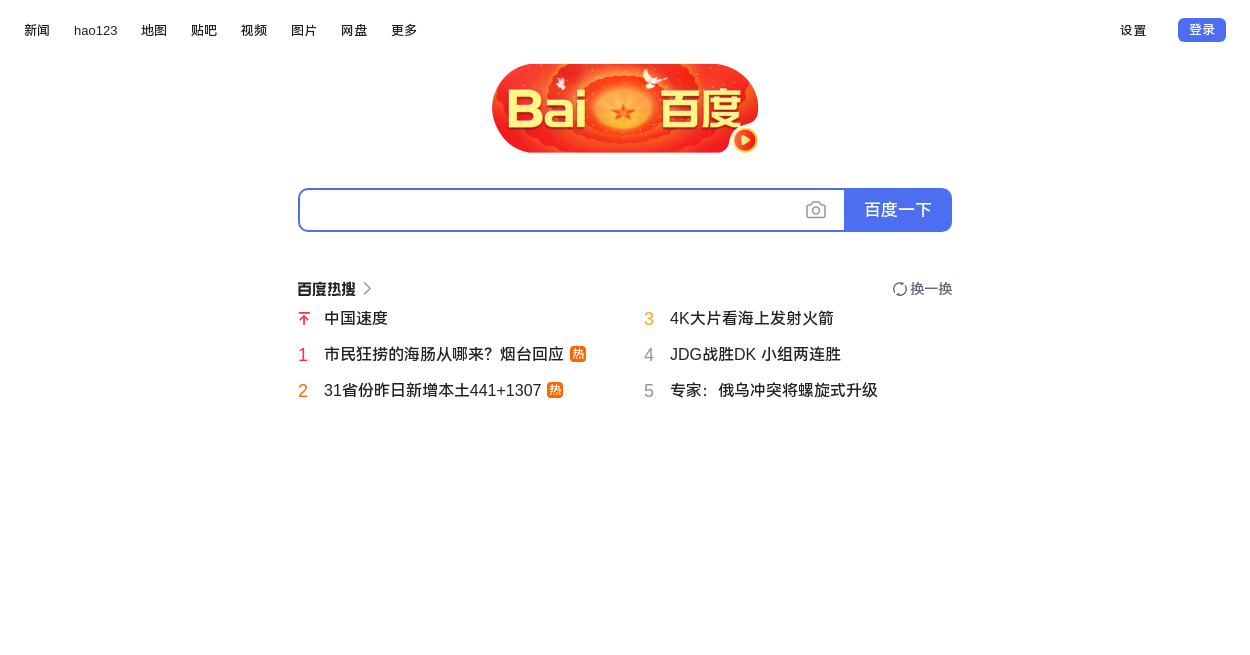 新闻 hao123 地图 贴吧 视频 图片 网盘 更多 设置 登录
Bai 百度
百度一下
百度热搜 换一换
中国速度
1 市民狂捞的海肠从哪来？烟台回应 热
2 31省份昨日新增本土441+1307 热
3 4K大片看海上发射火箭
4 JDG战胜DK 小组两连胜
5 专家：俄乌冲突将螺旋式升级